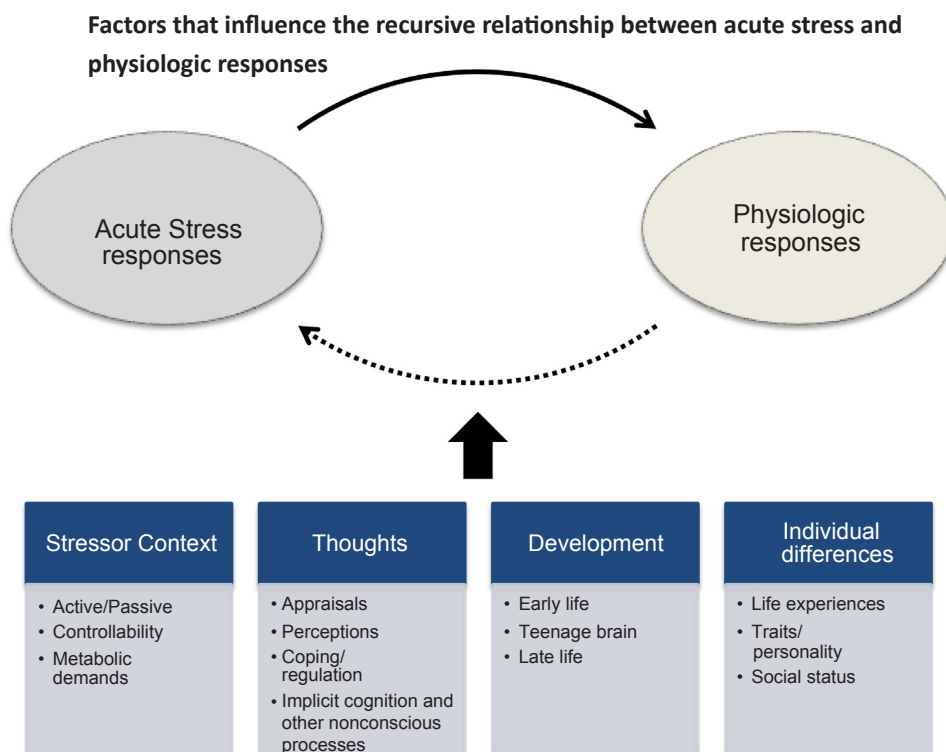 Factors that influence the recursive relationship between acute stress and
physiologic responses
Acute Stress
responses
Physiologic
responses
Stressor Context
• Active/Passive
• Controllability
• Metabolic
demands
Thoughts
• Appraisals
• Perceptions
• Coping/
regulation
• Implicit cognition and
other nonconscious
processes
Development
• Early life
• Teenage brain
• Late life
Individual
differences
• Life experiences
• Traits/
personality
• Social status